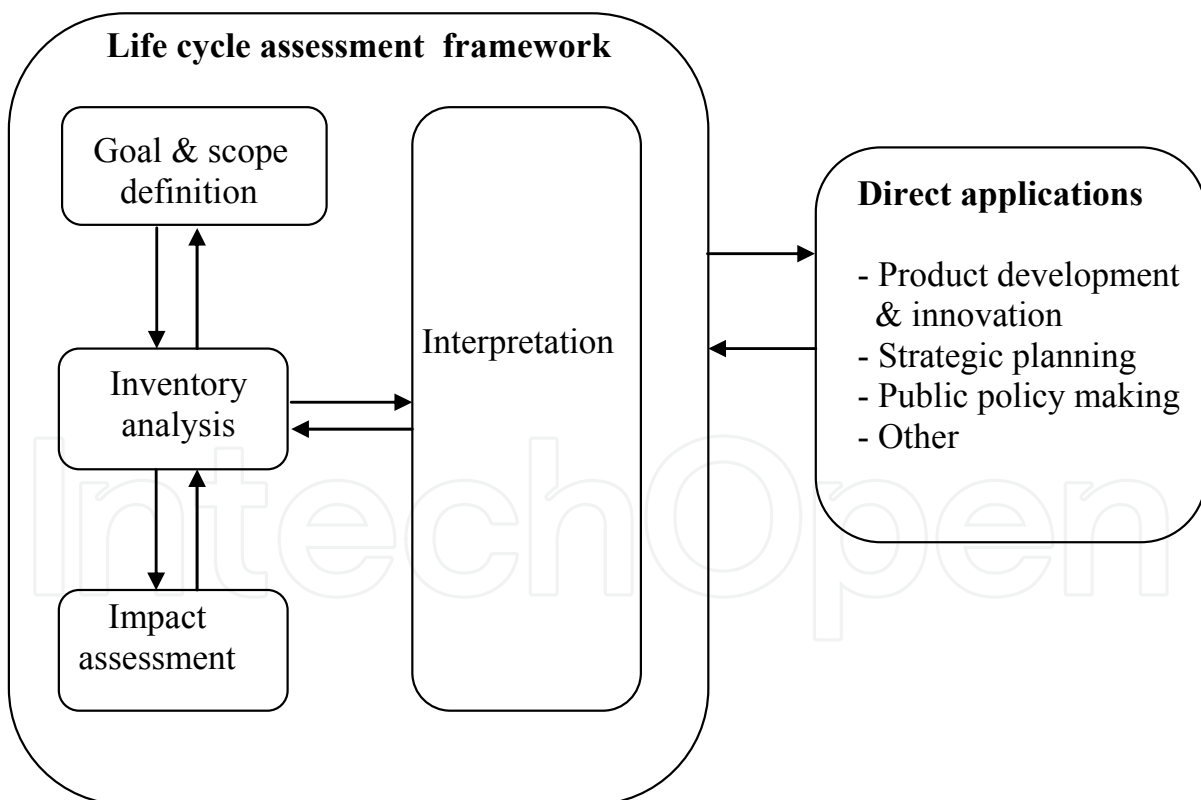 Life cycle assessment framework
Goal & scope
definition
Inventory
analysis
Impact
assessment
Interpretation
Direct applications
- Product development
& innovation
- Strategic planning
- Public policy making
- Other
IntechOpen